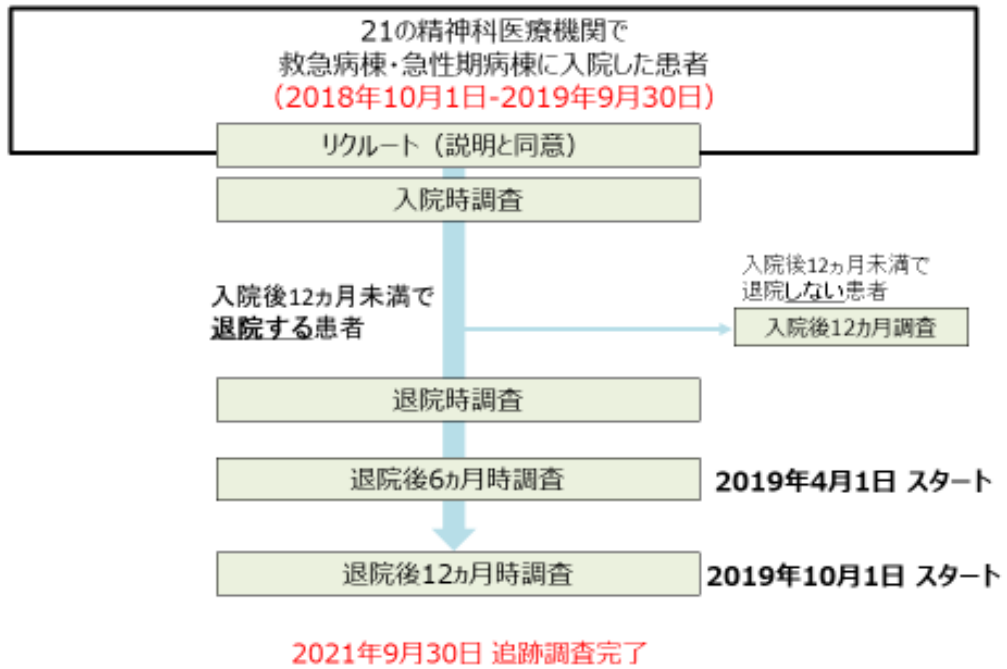 21の精神科医療機関で
救急病棟・急性期病棟に入院した患者
（2018年10月1日-2019年9月30日）
リクルート（説明と同意）
入院時調査
入院後12ヵ月未満で
退院する患者
入院後12ヵ月未満で
退院しない患者
入院後12カ月調査
退院時調査
退院後6ヵ月時調査
2019年4月1日 スタート
退院後12ヵ月時調査
2019年10月1日 スタート
2021年9月30日 追跡調査完了